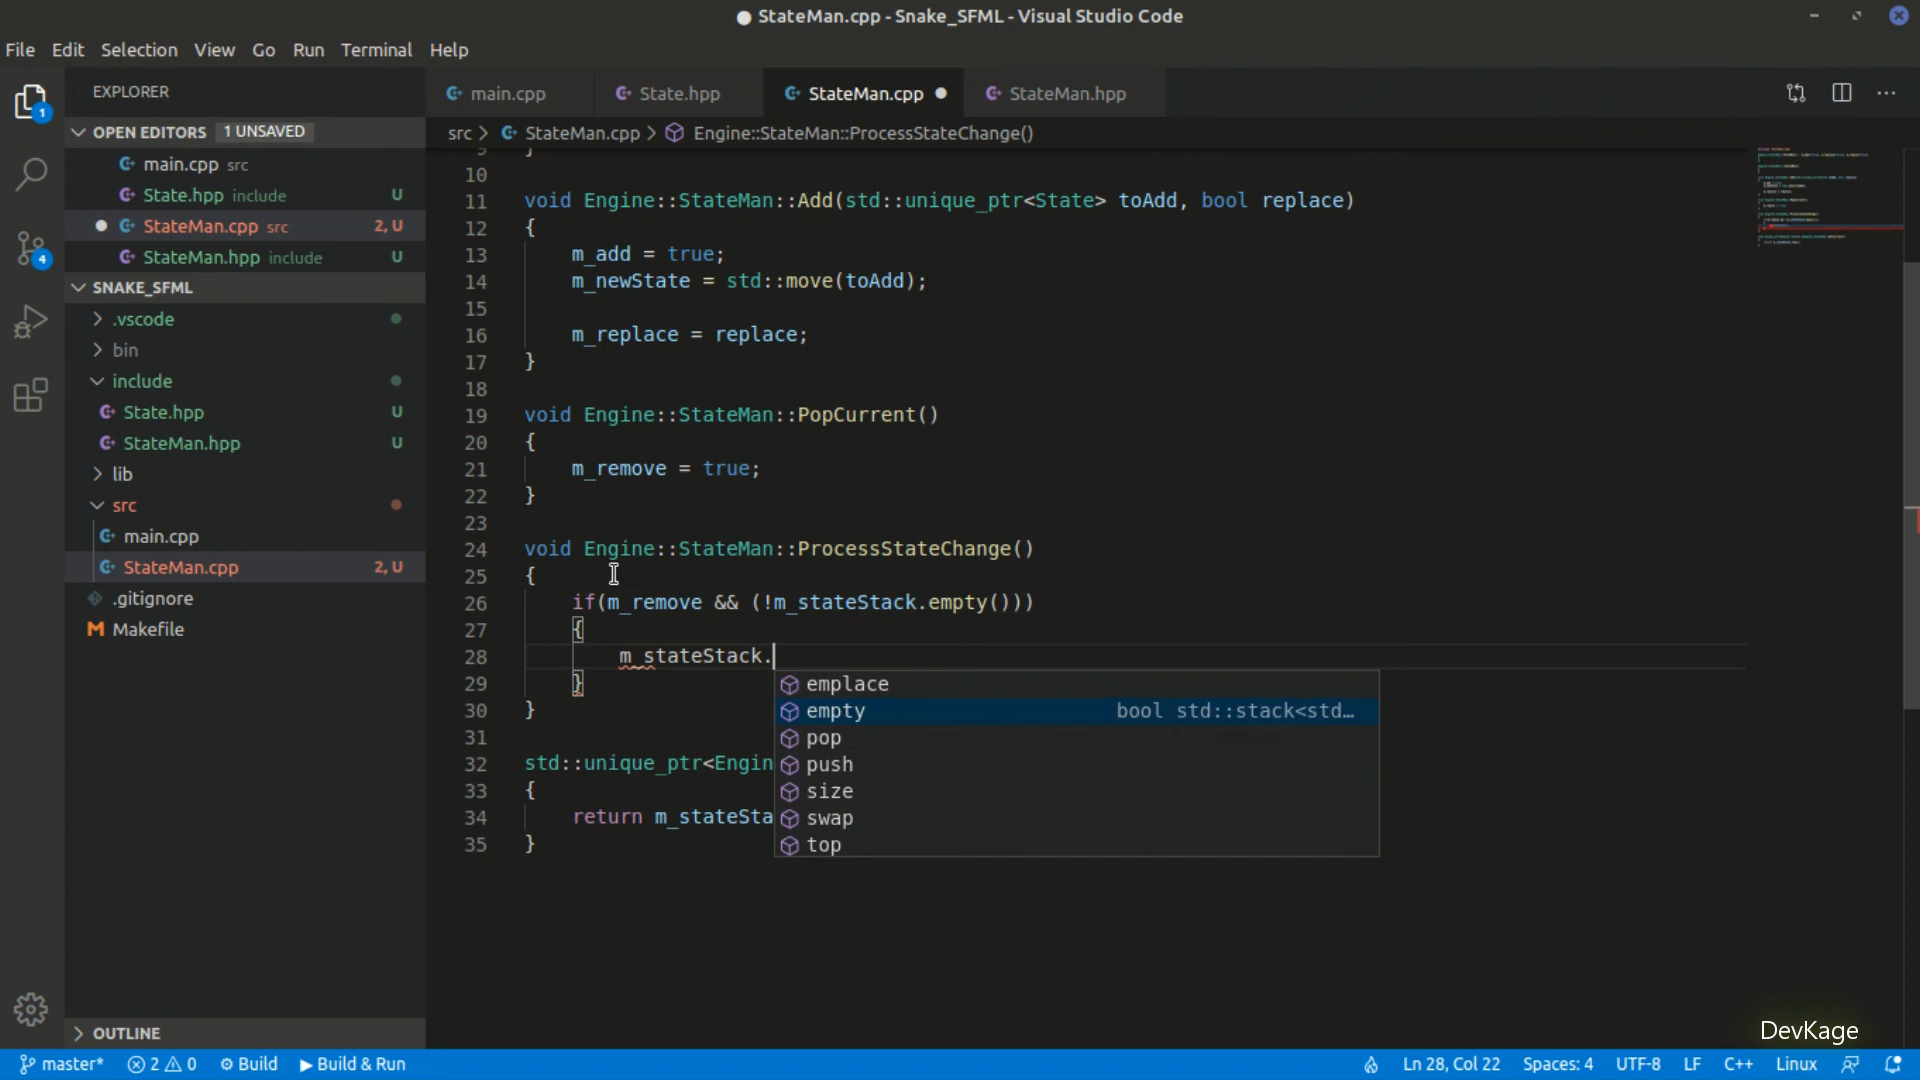 StateMan.cpp - Snake_SFML - Visual Studio Code
File Edit Selection View Go Run Terminal Help
EXPLORER
main.cpp State.hpp StateMan.cpp StateMan.hpp
OPEN EDITORS 1 UNSAVED
src > StateMan.cpp > Engine::StateMan::ProcessStateChange()
main.cpp src
State.hpp include U
StateMan.cpp src 2, U
StateMan.hpp include U
SNAKE_SFML
.vscode
bin
include
State.hpp U
StateMan.hpp U
lib
src
main.cpp
StateMan.cpp 2, U
.gitignore
Makefile
OUTLINE
1
4
9 }
10
11 void Engine::StateMan::Add(std::unique_ptr<State> toAdd, bool replace)
12 {
13 m_add = true;
14 m_newState = std::move(toAdd);
15
16 m_replace = replace;
17 }
18
19 void Engine::StateMan::PopCurrent()
20 {
21 m_remove = true;
22 }
23
24 void Engine::StateMan::ProcessStateChange()
25 {
26 if(m_remove && (!m_stateStack.empty()))
27 {
28 m_stateStack.
29 }
30 }
31
32 std::unique_ptr<Engin
33 {
34 return m_stateSta
35 }
emplace
empty bool std::stack<std…
pop
push
size
swap
top
DevKage
master* 2 0 Build Build & Run Ln 28, Col 22 Spaces: 4 UTF-8 LF C++ Linux